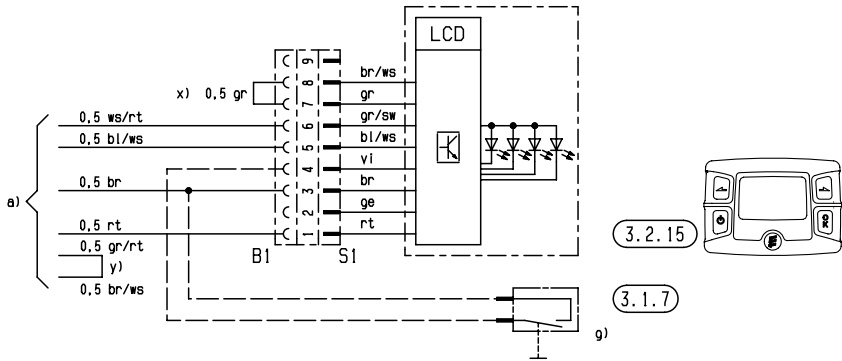 LCD
9
8
7
6
5
4
3
2
1
br/ws
gr
gr/sw
bl/ws
vi
br
ge
rt
x) 0,5 gr
0,5 ws/rt
0,5 bl/ws
a)
0,5 br
0,5 rt
0,5 gr/rt
y)
0,5 br/ws
B1
S1
3.2.15
OK
3.1.7
g)